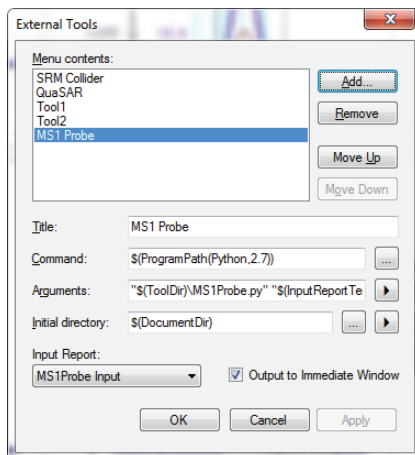 External Tools
Menu contents:
SRM Collider
QuaSAR
Tool1
Tool2
MS1 Probe
Add...
Remove
Move Up
Move Down
Title:
MS1 Probe
Command:
$(ProgramPath(Python,2.7))
...
Arguments:
"$(ToolDir)\MS1Probe.py" "$(InputReportTe
Initial directory:
$(DocumentDir)
...
Input Report:
MS1Probe Input
Output to Immediate Window
OK
Cancel
Apply